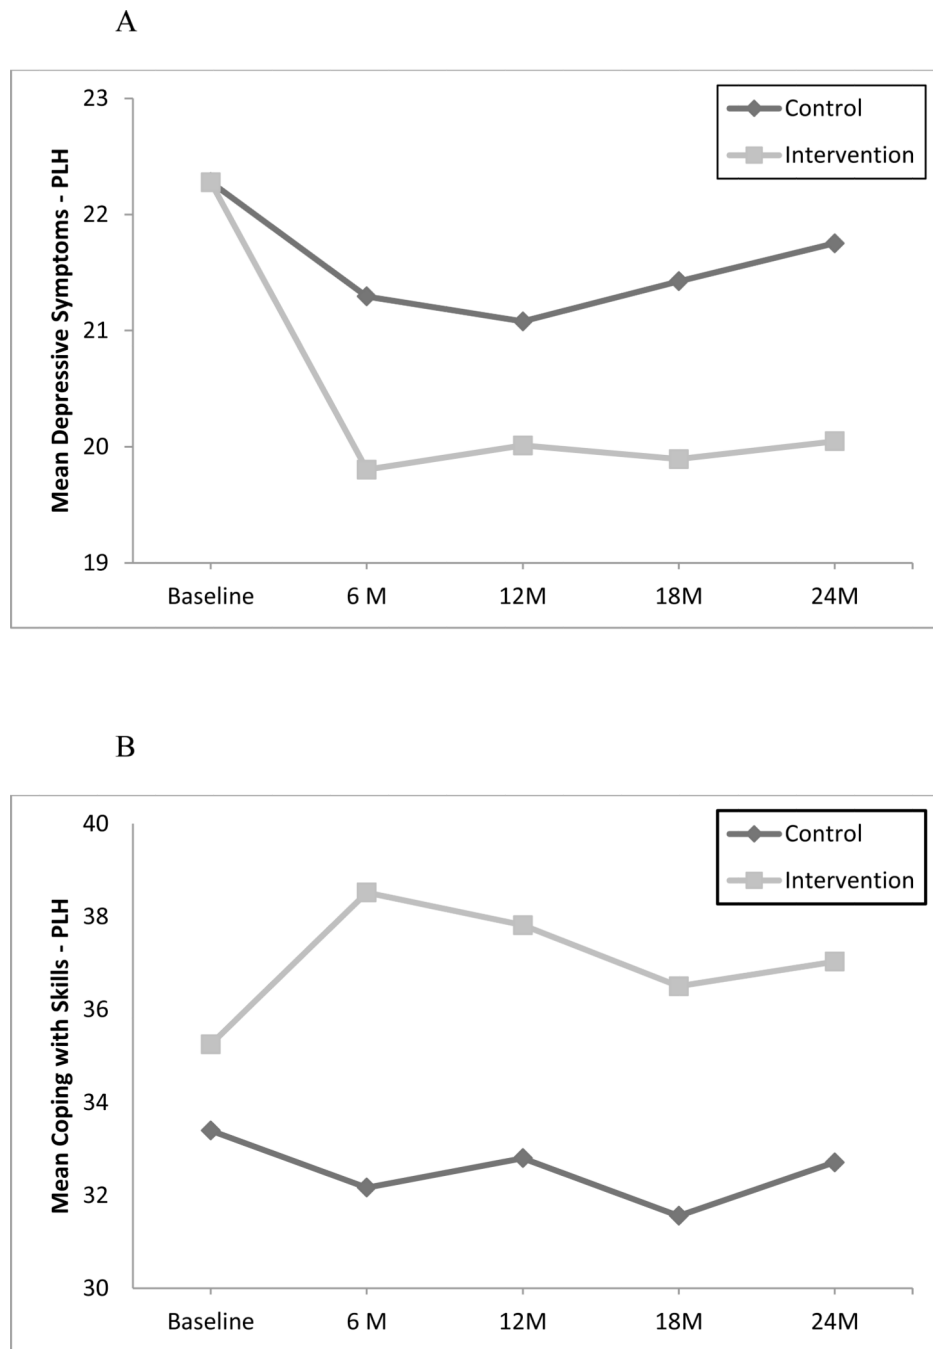 A
23
22
21
20
19
Mean Depressive Symptoms - PLH
Control
Intervention
Baseline 6 M 12M 18M 24M
B
40
38
36
34
32
30
Mean Coping with Skills - PLH
Control
Intervention
Baseline 6 M 12M 18M 24M